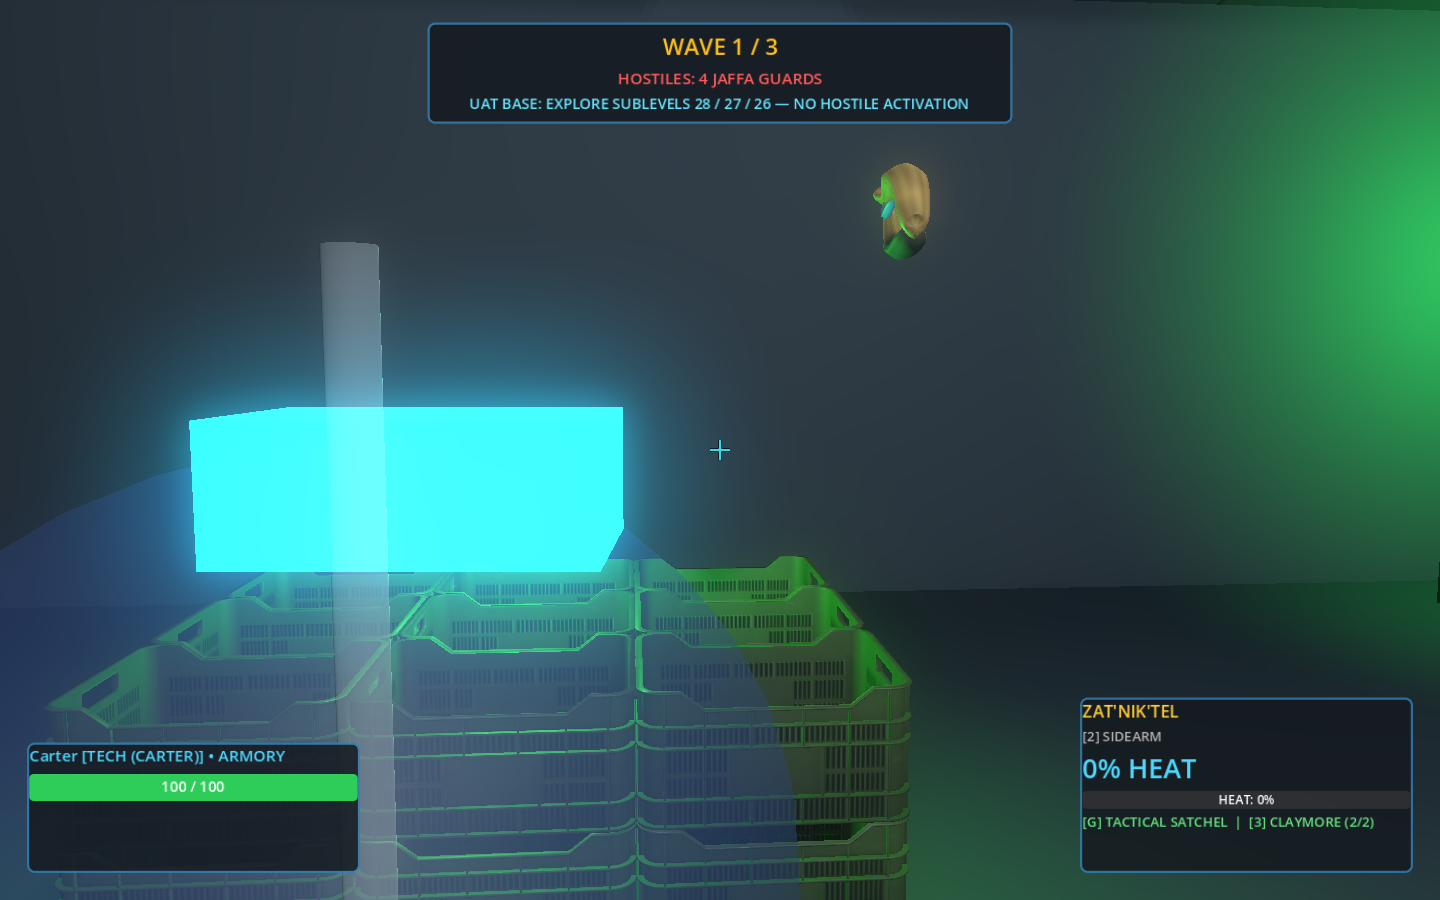 WAVE 1 / 3
HOSTILES: 4 JAFFA GUARDS
UAT BASE: EXPLORE SUBLEVELS 28 / 27 / 26 — NO HOSTILE ACTIVATION
Carter [TECH (CARTER)] • ARMORY
100 / 100
ZAT'NIK'TEL
[2] SIDEARM
0% HEAT
HEAT: 0%
[G] TACTICAL SATCHEL | [3] CLAYMORE (2/2)